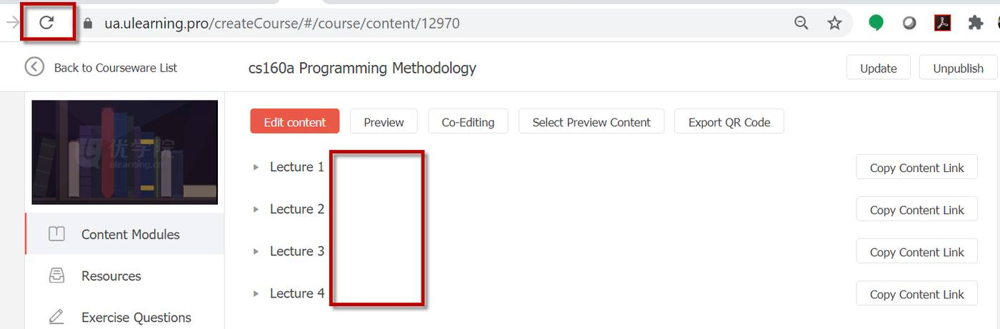 ua.ulearning.pro/createCourse/#/course/content/12970
Back to Courseware List
cs160a Programming Methodology
Update
Unpublish
优学院
ulearning.cn
Edit content
Preview
Co-Editing
Select Preview Content
Export QR Code
Lecture 1
Copy Content Link
Lecture 2
Copy Content Link
Lecture 3
Copy Content Link
Lecture 4
Copy Content Link
Content Modules
Resources
Exercise Questions